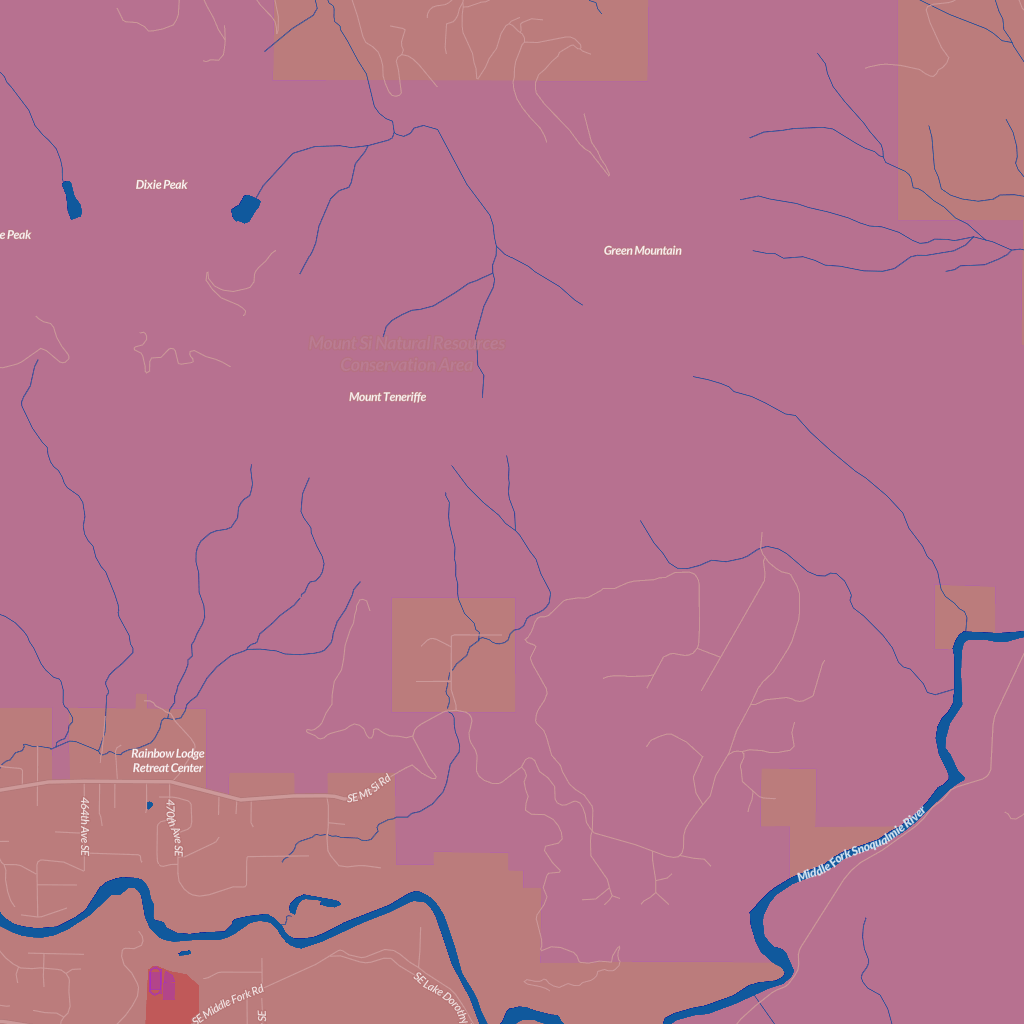 Dixie Peak
e Peak
Green Mountain
Mount Si Natural Resources
Conservation Area
Mount Teneriffe
Rainbow Lodge
Retreat Center
SE Mt Si Rd
464th Ave SE
470th Ave SE
Middle Fork Snoqualmie River
SE Middle Fork Rd
SE
SE Lake Dorothy